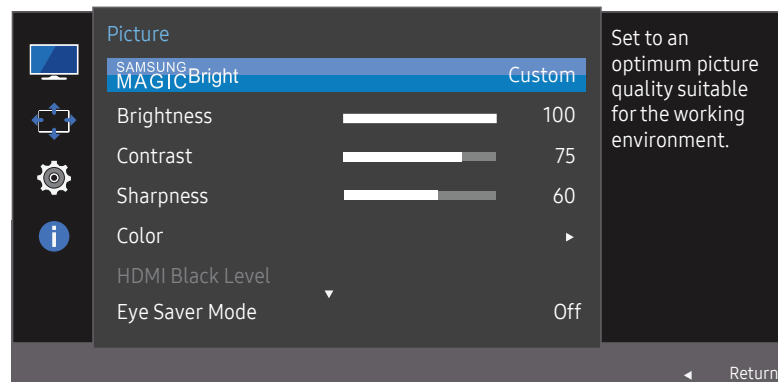 Picture
SAMSUNG
MAGICBright Custom
Brightness 100
Contrast 75
Sharpness 60
Color ▸
HDMI Black Level
Eye Saver Mode Off
Set to an
optimum picture
quality suitable
for the working
environment.
Return